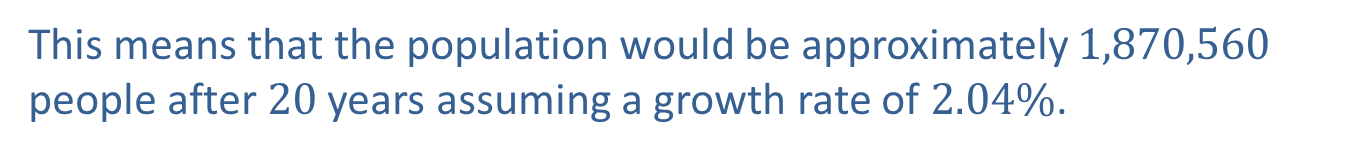 This means that the population would be approximately 1,870,560
people after 20 years assuming a growth rate of 2.04%.